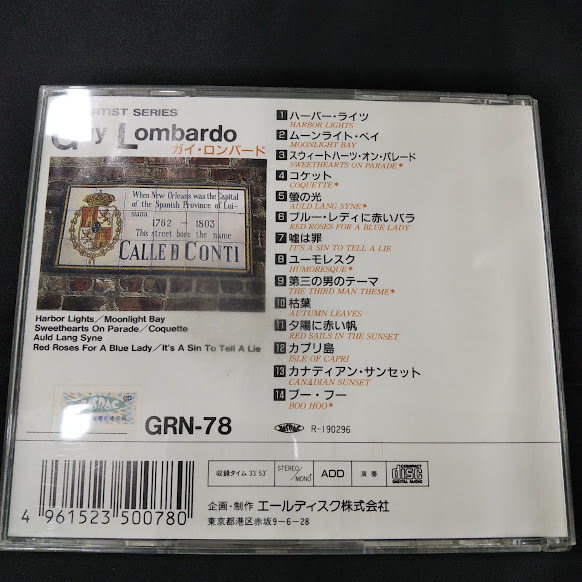 ARTIST SERIES
Guy Lombardo
ガイ・ロンバード
When New Orleans was the Capital
of the Spanish Province of Lui-
siana
1762 — 1803
This street bore the name
CALLE D CONTI
Harbor Lights/Moonlight Bay
Sweethearts On Parade/Coquette
Auld Lang Syne
Red Roses For A Blue Lady/It's A Sin To Tell A Lie
GRN-78
1 ハーバー・ライツ
HARBOR LIGHTS
2 ムーンライト・ベイ
MOONLIGHT BAY
3 スウィートハーツ・オン・パレード
SWEETHEARTS ON PARADE*
4 コケット
COQUETTE*
5 螢の光
AULD LANG SYNE*
6 ブルー・レディに赤いバラ
RED ROSES FOR A BLUE LADY
7 嘘は罪
IT'S A SIN TO TELL A LIE
8 ユーモレスク
HUMORESQUE*
9 第三の男のテーマ
THE THIRD MAN THEME*
10 枯葉
AUTUMN LEAVES
11 夕陽に赤い帆
RED SAILS IN THE SUNSET
12 カプリ島
ISLE OF CAPRI
13 カナディアン・サンセット
CANADIAN SUNSET
14 ブー・フー
BOO HOO*
R-190296
収録タイム 33'53"
STEREO/MONO*
ADD
演奏
COMPACT
disc
DIGITAL AUDIO
企画・制作 エールディスク株式会社
東京都港区赤坂9-6-28
4 961523 500780